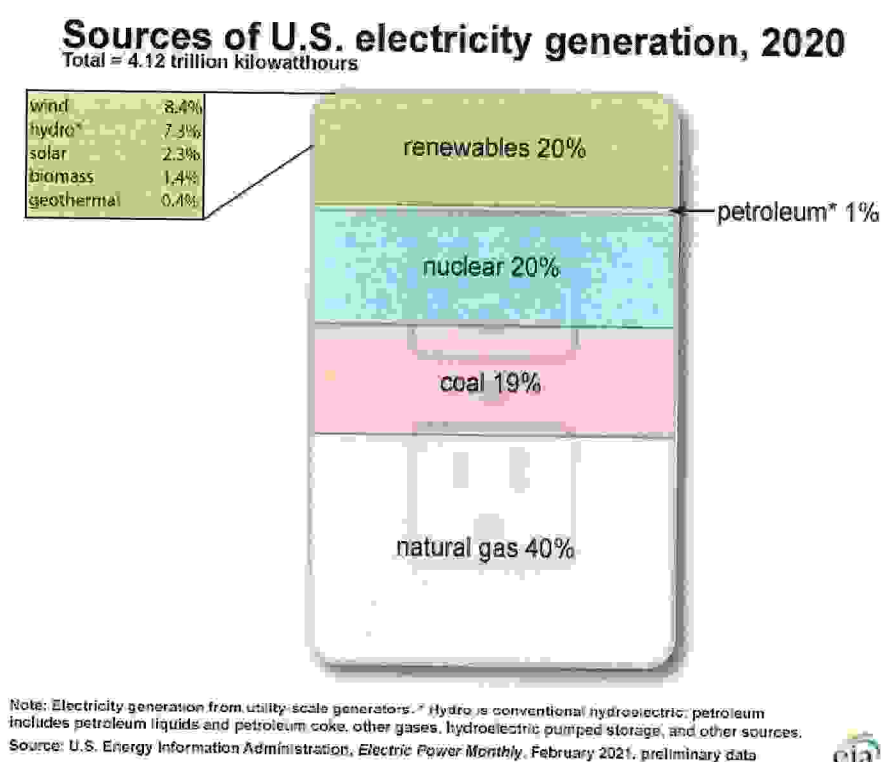 Sources of U.S. electricity generation, 2020
Total = 4.12 trillion kilowatthours
wind 8.4%
hydro* 7.3%
solar 2.3%
biomass 1.4%
geothermal 0.4%
renewables 20%
petroleum* 1%
nuclear 20%
coal 19%
natural gas 40%
Note: Electricity generation from utility-scale generators. * Hydro is conventional hydroelectric; petroleum
includes petroleum liquids and petroleum coke, other gases, hydroelectric pumped storage, and other sources.
Source: U.S. Energy Information Administration, Electric Power Monthly, February 2021, preliminary data
eia